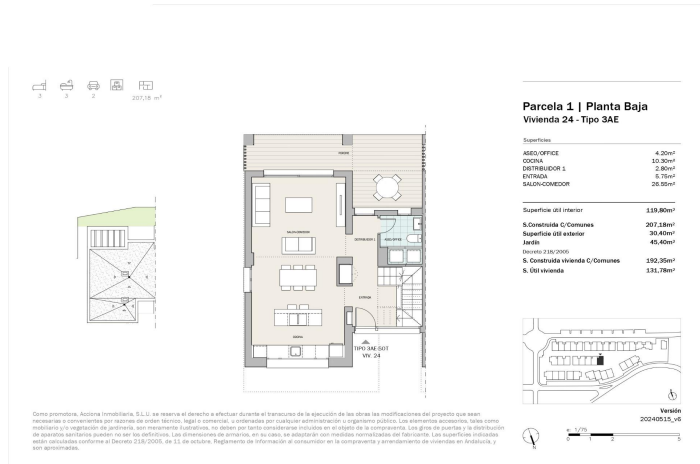 3 3 2 207,18 m²
Parcela 1 | Planta Baja
Vivienda 24 - Tipo 3AE
Superficies
ASEO/OFFICE 4.20m²
COCINA 10.30m²
DISTRIBUIDOR 1 2.80m²
ENTRADA 5.75m²
SALON-COMEDOR 26.55m²
Superficie útil interior 119,80m²
S.Construida C/Comunes 207,18m²
Superficie útil exterior 30,40m²
Jardín 45,40m²
Decreto 218/2005
S. Construida vivienda C/Comunes 192,35m²
S. Útil vivienda 131,78m²
SALON-COMEDOR
DISTRIBUIDOR 1
ASEO/OFFICE
ENTRADA
COCINA
TIPO 3AE-SOT
VIV. 24
Versión
20240515_v6
e: 1/75
0 1 2 5
Como promotora, Acciona Inmobiliaria, S.L.U. se reserve el derecho a efectuar durante el transcurso de la ejecución de las obras las modificaciones del proyecto que sean
necesarias o convenientes por razones de orden técnico, legal o comercial, u ordenadas por cualquier administración u organismo público. Los elementos accesorios, tales como
mobiliario y/o vegetación de jardinería, son meramente ilustrativos, no deben por tanto considerarse incluidos en el objeto de la compraventa. Los giros de puertas y la distribución
de aparatos sanitarios pueden no ser los definitivos. Las dimensiones de armarios, en su caso, se adaptarán con medidas normalizadas del fabricante. Las superficies indicadas
están calculadas conforme el Decreto 218/2005, de 11 de octubre, Reglamento de Información al consumidor en la compraventa y arrendamiento de viviendas en Andalucía, y
son aproximadas.